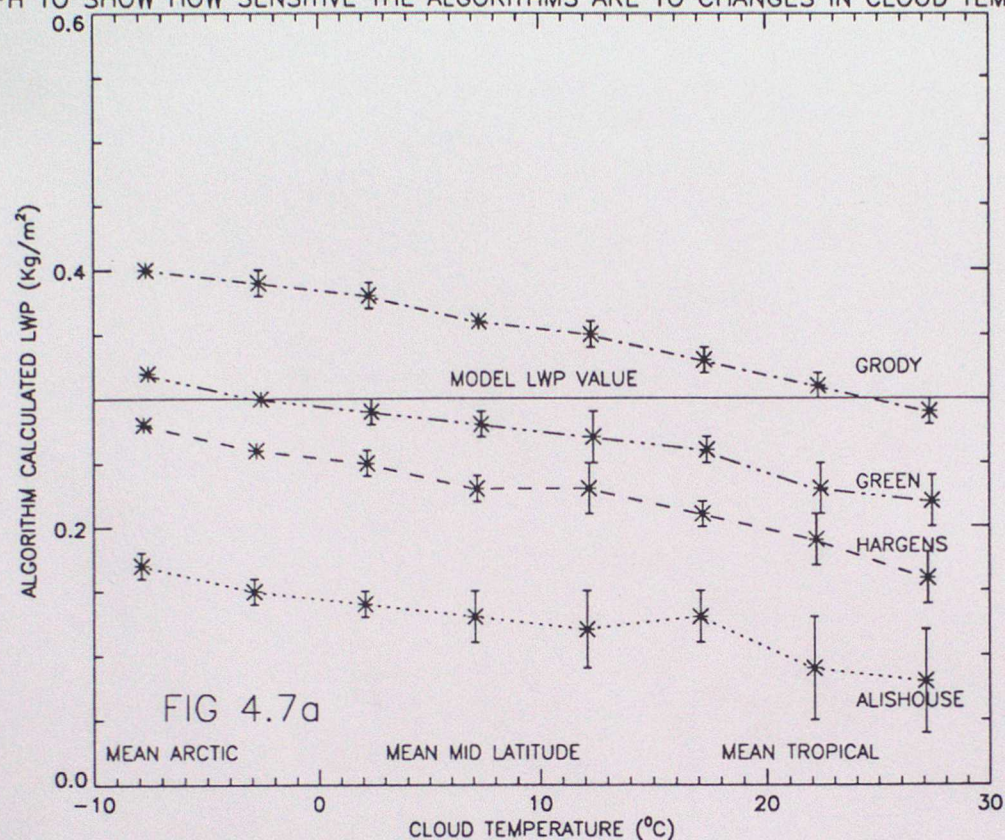 TO SHOW HOW SENSITIVE THE ALGORITHMS ARE TO CHANGES IN CLOUD
0.6
0.4
0.2
0.0
ALGORITHM CALCULATED LWP (Kg/m²)
MODEL LWP VALUE
GRODY
GREEN
HARGENS
ALISHOUSE
FIG 4.7a
MEAN ARCTIC
MEAN MID LATITUDE
MEAN TROPICAL
-10
0
10
20
30
CLOUD TEMPERATURE (°C)